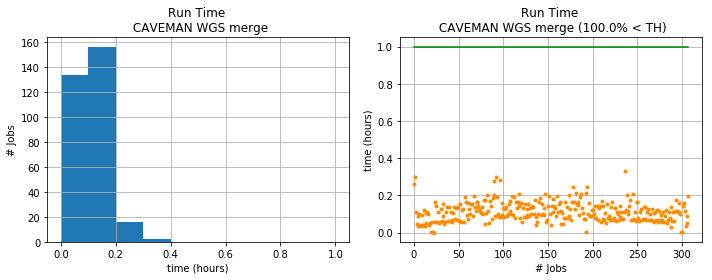 Run Time
CAVEMAN WGS merge
160
140
120
100
80
60
40
20
0
# Jobs
0.0 0.2 0.4 0.6 0.8 1.0
time (hours)
Run Time
CAVEMAN WGS merge (100.0% < TH)
1.0
0.8
0.6
0.4
0.2
0.0
time (hours)
0 50 100 150 200 250 300
# Jobs